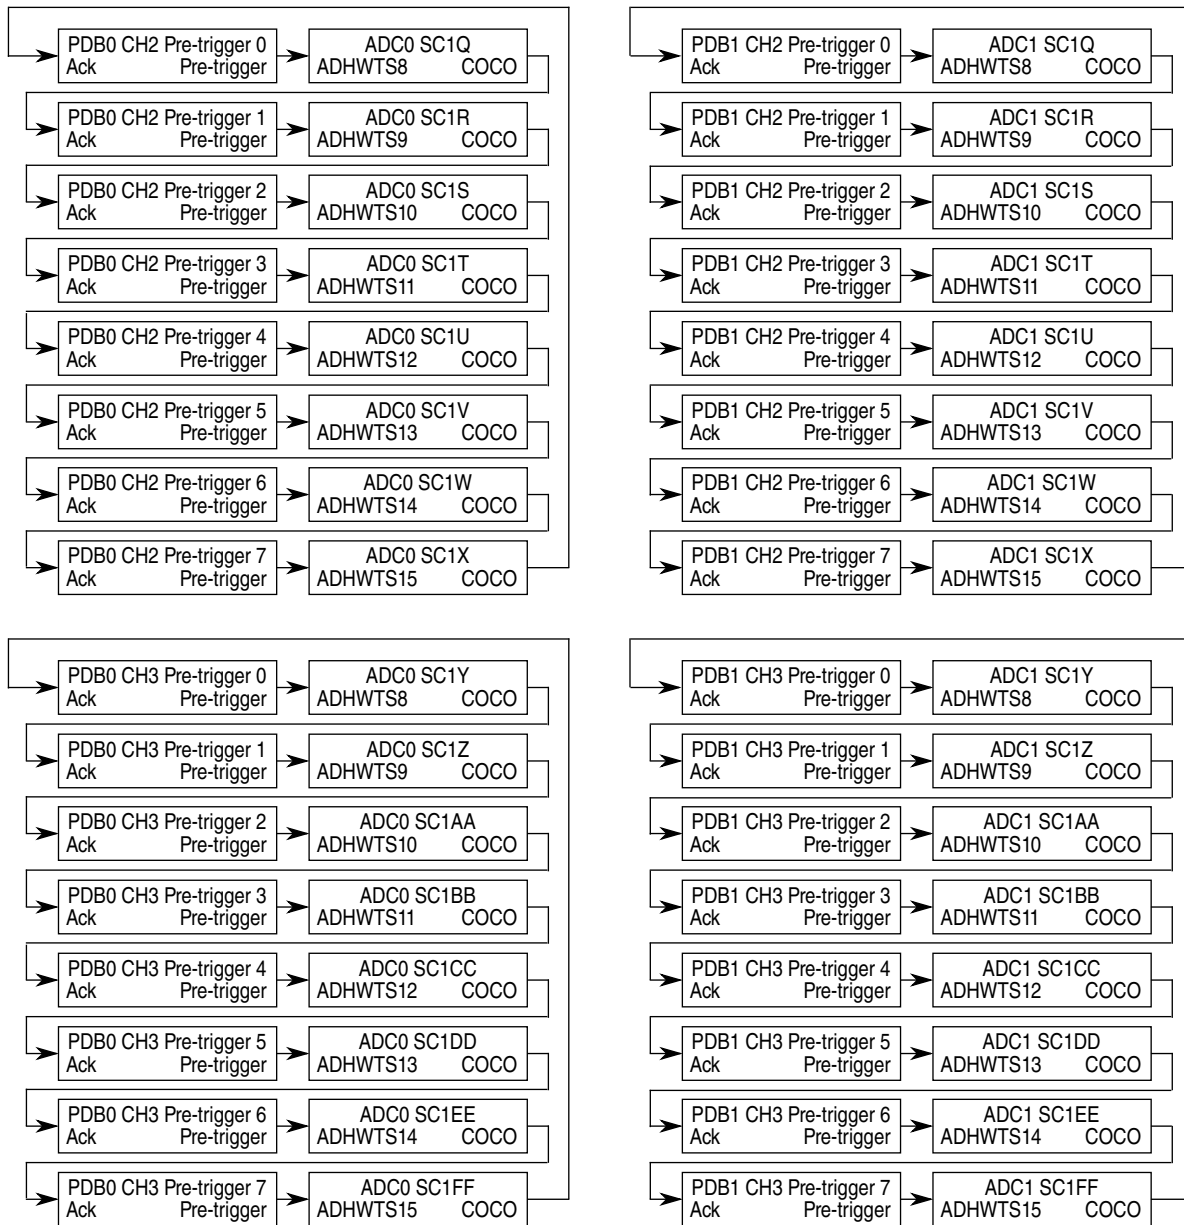 PDB0 CH2 Pre-trigger 0
Ack Pre-trigger
ADC0 SC1Q
ADHWTS8 COCO
PDB0 CH2 Pre-trigger 1
Ack Pre-trigger
ADC0 SC1R
ADHWTS9 COCO
PDB0 CH2 Pre-trigger 2
Ack Pre-trigger
ADC0 SC1S
ADHWTS10 COCO
PDB0 CH2 Pre-trigger 3
Ack Pre-trigger
ADC0 SC1T
ADHWTS11 COCO
PDB0 CH2 Pre-trigger 4
Ack Pre-trigger
ADC0 SC1U
ADHWTS12 COCO
PDB0 CH2 Pre-trigger 5
Ack Pre-trigger
ADC0 SC1V
ADHWTS13 COCO
PDB0 CH2 Pre-trigger 6
Ack Pre-trigger
ADC0 SC1W
ADHWTS14 COCO
PDB0 CH2 Pre-trigger 7
Ack Pre-trigger
ADC0 SC1X
ADHWTS15 COCO
PDB1 CH2 Pre-trigger 0
Ack Pre-trigger
ADC1 SC1Q
ADHWTS8 COCO
PDB1 CH2 Pre-trigger 1
Ack Pre-trigger
ADC1 SC1R
ADHWTS9 COCO
PDB1 CH2 Pre-trigger 2
Ack Pre-trigger
ADC1 SC1S
ADHWTS10 COCO
PDB1 CH2 Pre-trigger 3
Ack Pre-trigger
ADC1 SC1T
ADHWTS11 COCO
PDB1 CH2 Pre-trigger 4
Ack Pre-trigger
ADC1 SC1U
ADHWTS12 COCO
PDB1 CH2 Pre-trigger 5
Ack Pre-trigger
ADC1 SC1V
ADHWTS13 COCO
PDB1 CH2 Pre-trigger 6
Ack Pre-trigger
ADC1 SC1W
ADHWTS14 COCO
PDB1 CH2 Pre-trigger 7
Ack Pre-trigger
ADC1 SC1X
ADHWTS15 COCO
PDB0 CH3 Pre-trigger 0
Ack Pre-trigger
ADC0 SC1Y
ADHWTS8 COCO
PDB0 CH3 Pre-trigger 1
Ack Pre-trigger
ADC0 SC1Z
ADHWTS9 COCO
PDB0 CH3 Pre-trigger 2
Ack Pre-trigger
ADC0 SC1AA
ADHWTS10 COCO
PDB0 CH3 Pre-trigger 3
Ack Pre-trigger
ADC0 SC1BB
ADHWTS11 COCO
PDB0 CH3 Pre-trigger 4
Ack Pre-trigger
ADC0 SC1CC
ADHWTS12 COCO
PDB0 CH3 Pre-trigger 5
Ack Pre-trigger
ADC0 SC1DD
ADHWTS13 COCO
PDB0 CH3 Pre-trigger 6
Ack Pre-trigger
ADC0 SC1EE
ADHWTS14 COCO
PDB0 CH3 Pre-trigger 7
Ack Pre-trigger
ADC0 SC1FF
ADHWTS15 COCO
PDB1 CH3 Pre-trigger 0
Ack Pre-trigger
ADC1 SC1Y
ADHWTS8 COCO
PDB1 CH3 Pre-trigger 1
Ack Pre-trigger
ADC1 SC1Z
ADHWTS9 COCO
PDB1 CH3 Pre-trigger 2
Ack Pre-trigger
ADC1 SC1AA
ADHWTS10 COCO
PDB1 CH3 Pre-trigger 3
Ack Pre-trigger
ADC1 SC1BB
ADHWTS11 COCO
PDB1 CH3 Pre-trigger 4
Ack Pre-trigger
ADC1 SC1CC
ADHWTS12 COCO
PDB1 CH3 Pre-trigger 5
Ack Pre-trigger
ADC1 SC1DD
ADHWTS13 COCO
PDB1 CH3 Pre-trigger 6
Ack Pre-trigger
ADC1 SC1EE
ADHWTS14 COCO
PDB1 CH3 Pre-trigger 7
Ack Pre-trigger
ADC1 SC1FF
ADHWTS15 COCO